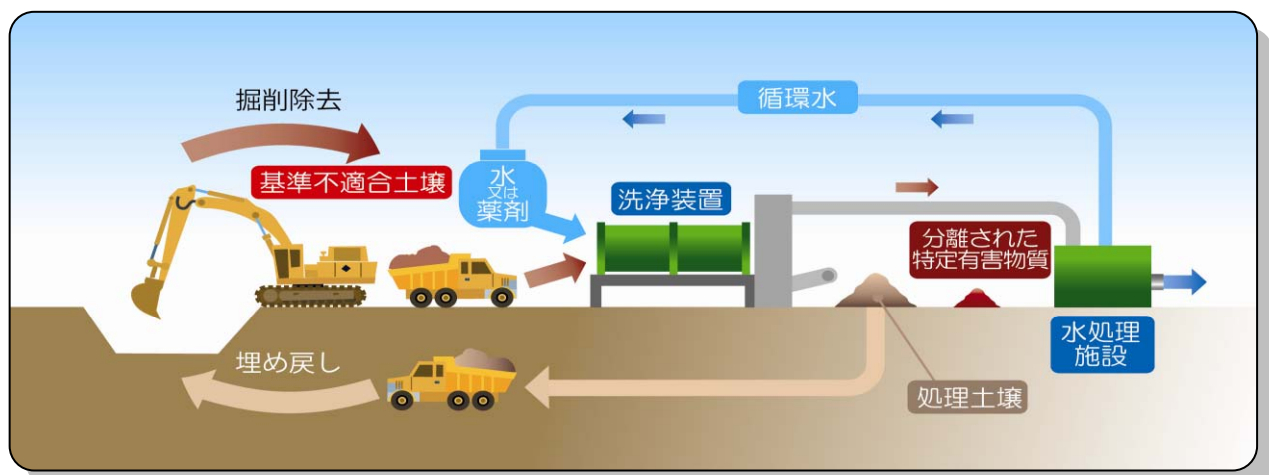 掘削除去
基準不適合土壌
循環水
水
又は
薬剤
洗浄装置
分離された
特定有害物質
水処理
施設
埋め戻し
処理土壌